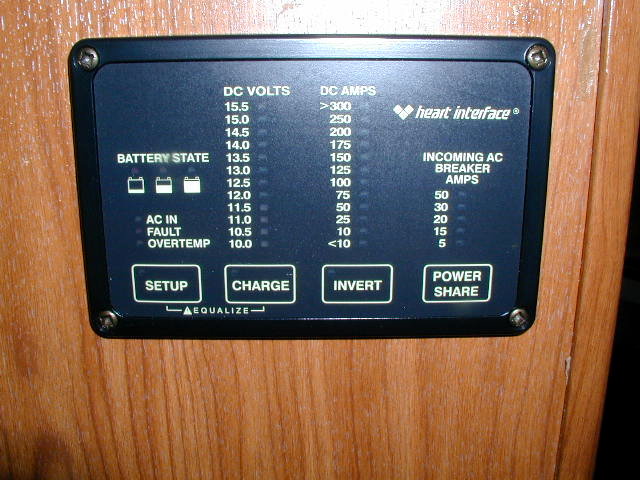 DC VOLTS
15.5
15.0
14.5
14.0
13.5
13.0
12.5
12.0
11.5
11.0
10.5
10.0
DC AMPS
>300
250
200
175
150
125
100
75
50
25
10
<10
heart interface®
BATTERY STATE
AC IN
FAULT
OVERTEMP
INCOMING AC
BREAKER
AMPS
50
30
20
15
5
SETUP
CHARGE
INVERT
POWER
SHARE
EQUALIZE